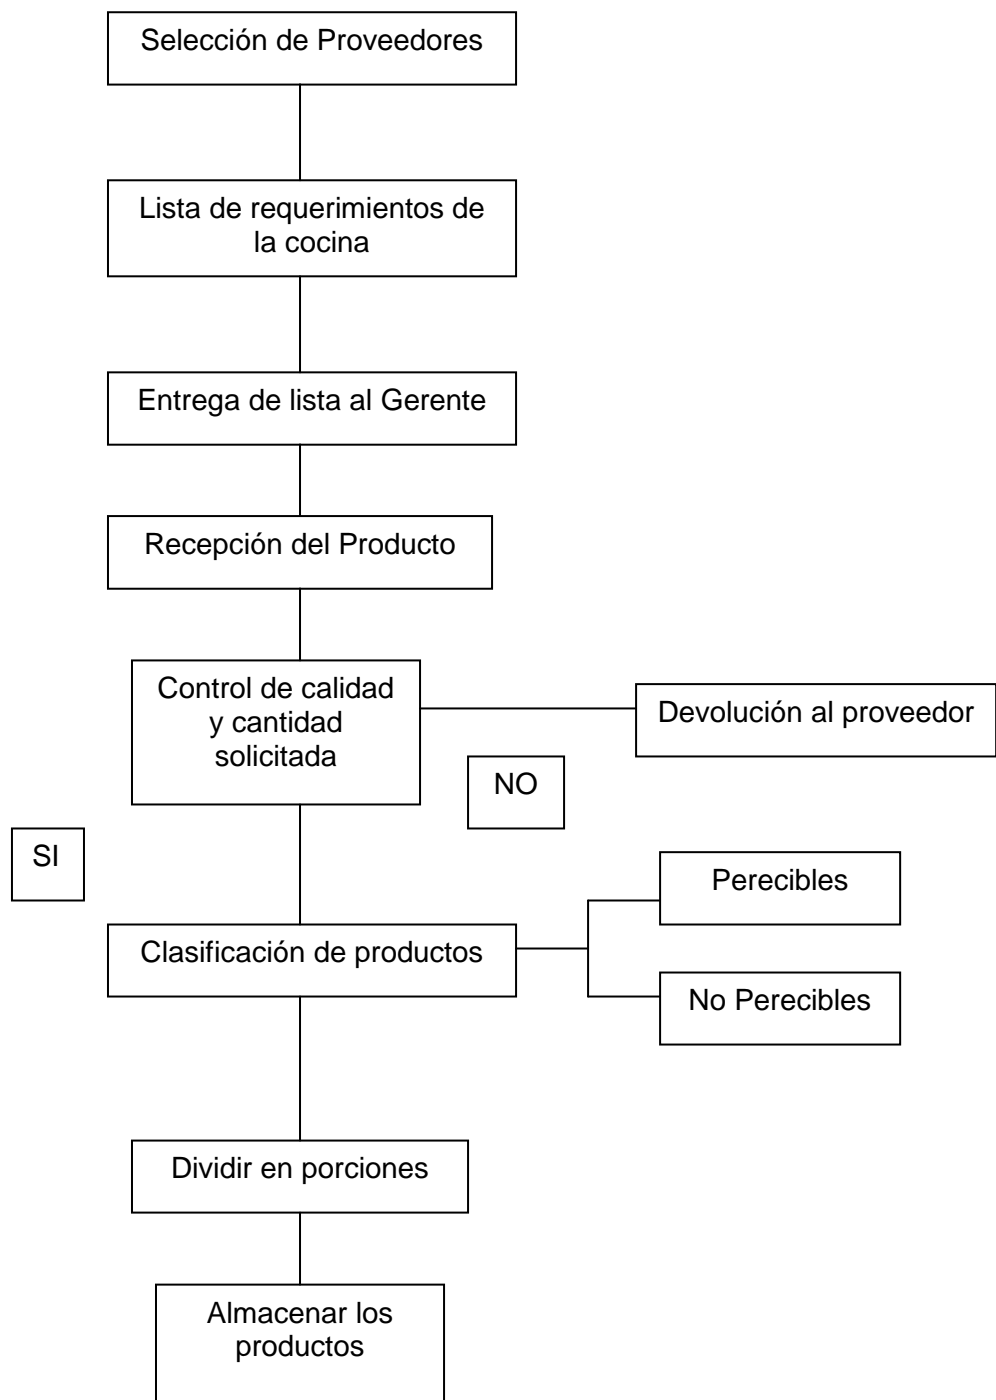 Selección de Proveedores
Lista de requerimientos de
la cocina
Entrega de lista al Gerente
Recepción del Producto
Control de calidad
y cantidad
solicitada
Devolución al proveedor
NO
SI
Perecibles
Clasificación de productos
No Perecibles
Dividir en porciones
Almacenar los
productos